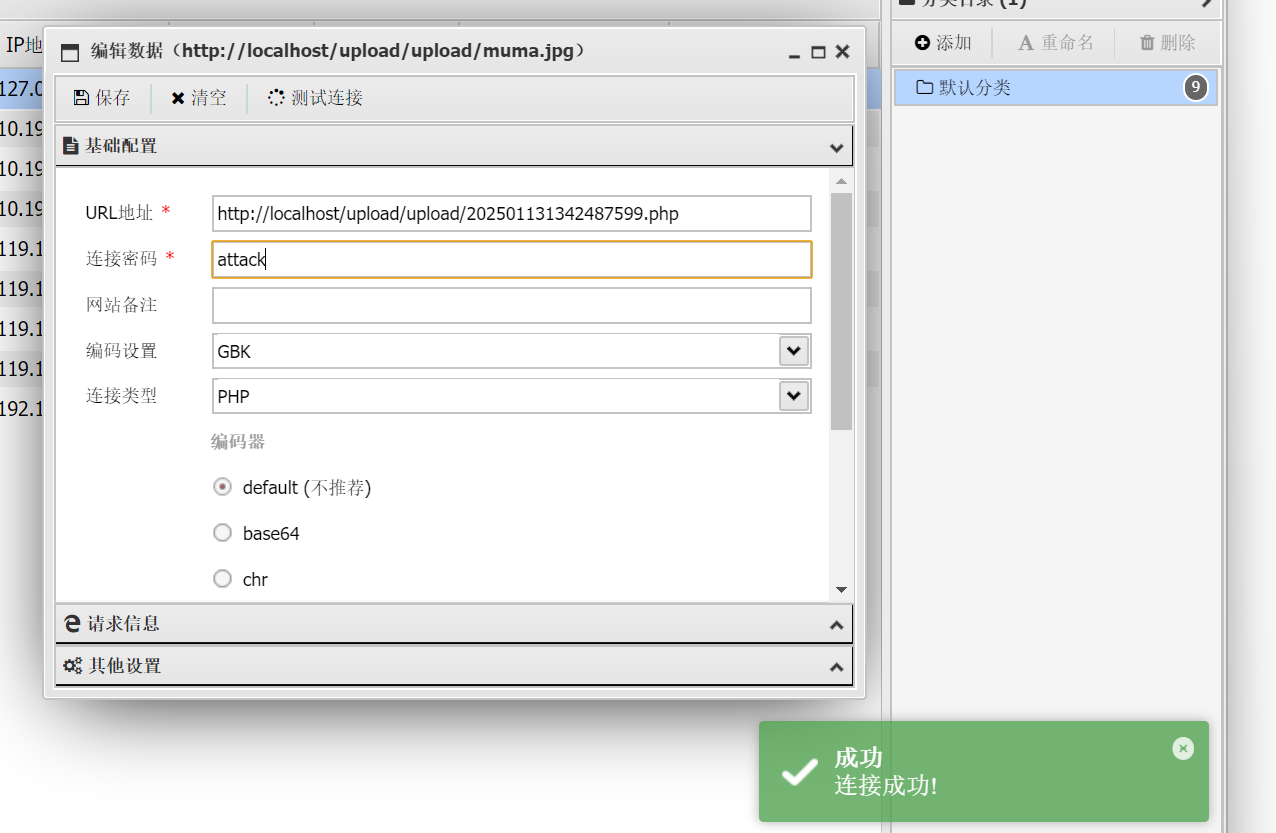 IP地
127.0
10.19
10.19
10.19
119.1
119.1
119.1
119.1
192.1
编辑数据（http://localhost/upload/upload/muma.jpg）
保存 清空 测试连接
基础配置
URL地址 * http://localhost/upload/upload/202501131342487599.php
连接密码 * attack
网站备注
编码设置 GBK
连接类型 PHP
编码器
default (不推荐)
base64
chr
请求信息
其他设置
分类目录 (1)
添加 重命名 删除
默认分类 9
成功
连接成功!